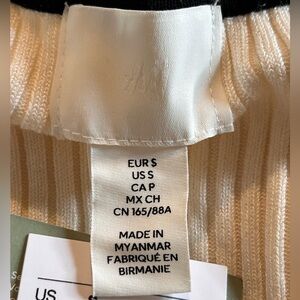 EUR S
US S
CA P
MX CH
CN 165/88A
MADE IN
MYANMAR
FABRIQUÉ EN
BIRMANIE
US